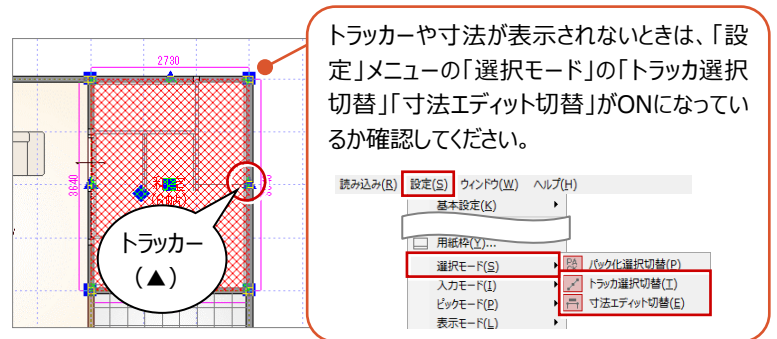 トラッカーや寸法が表示されないときは、「設
定」メニューの「選択モード」の「トラッカ選択
切替」「寸法エディット切替」がONになってい
るか確認してください。
2730
3640
トラッカー
（▲）
読み込み(R) 設定(S) ウィンドウ(W) ヘルプ(H)
基本設定(K)
用紙枠(Y)...
選択モード(S)
入力モード(I)
ピックモード(P)
表示モード(L)
パック化選択切替(P)
トラッカ選択切替(T)
寸法エディット切替(E)